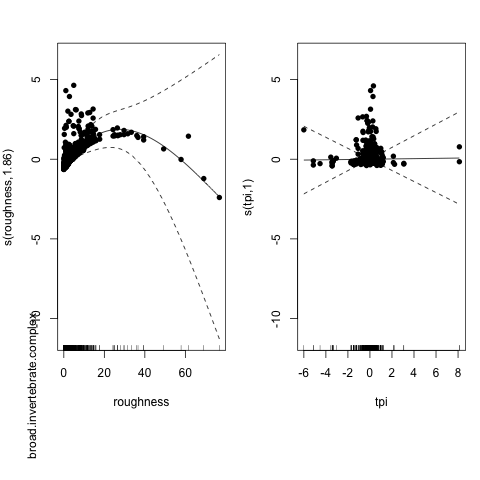 s(roughness,1.86)
5
0
-5
-10
0 20 40 60
roughness
broad.invertebrate.complex
s(tpi,1)
5
0
-5
-10
-6 -4 -2 0 2 4 6 8
tpi